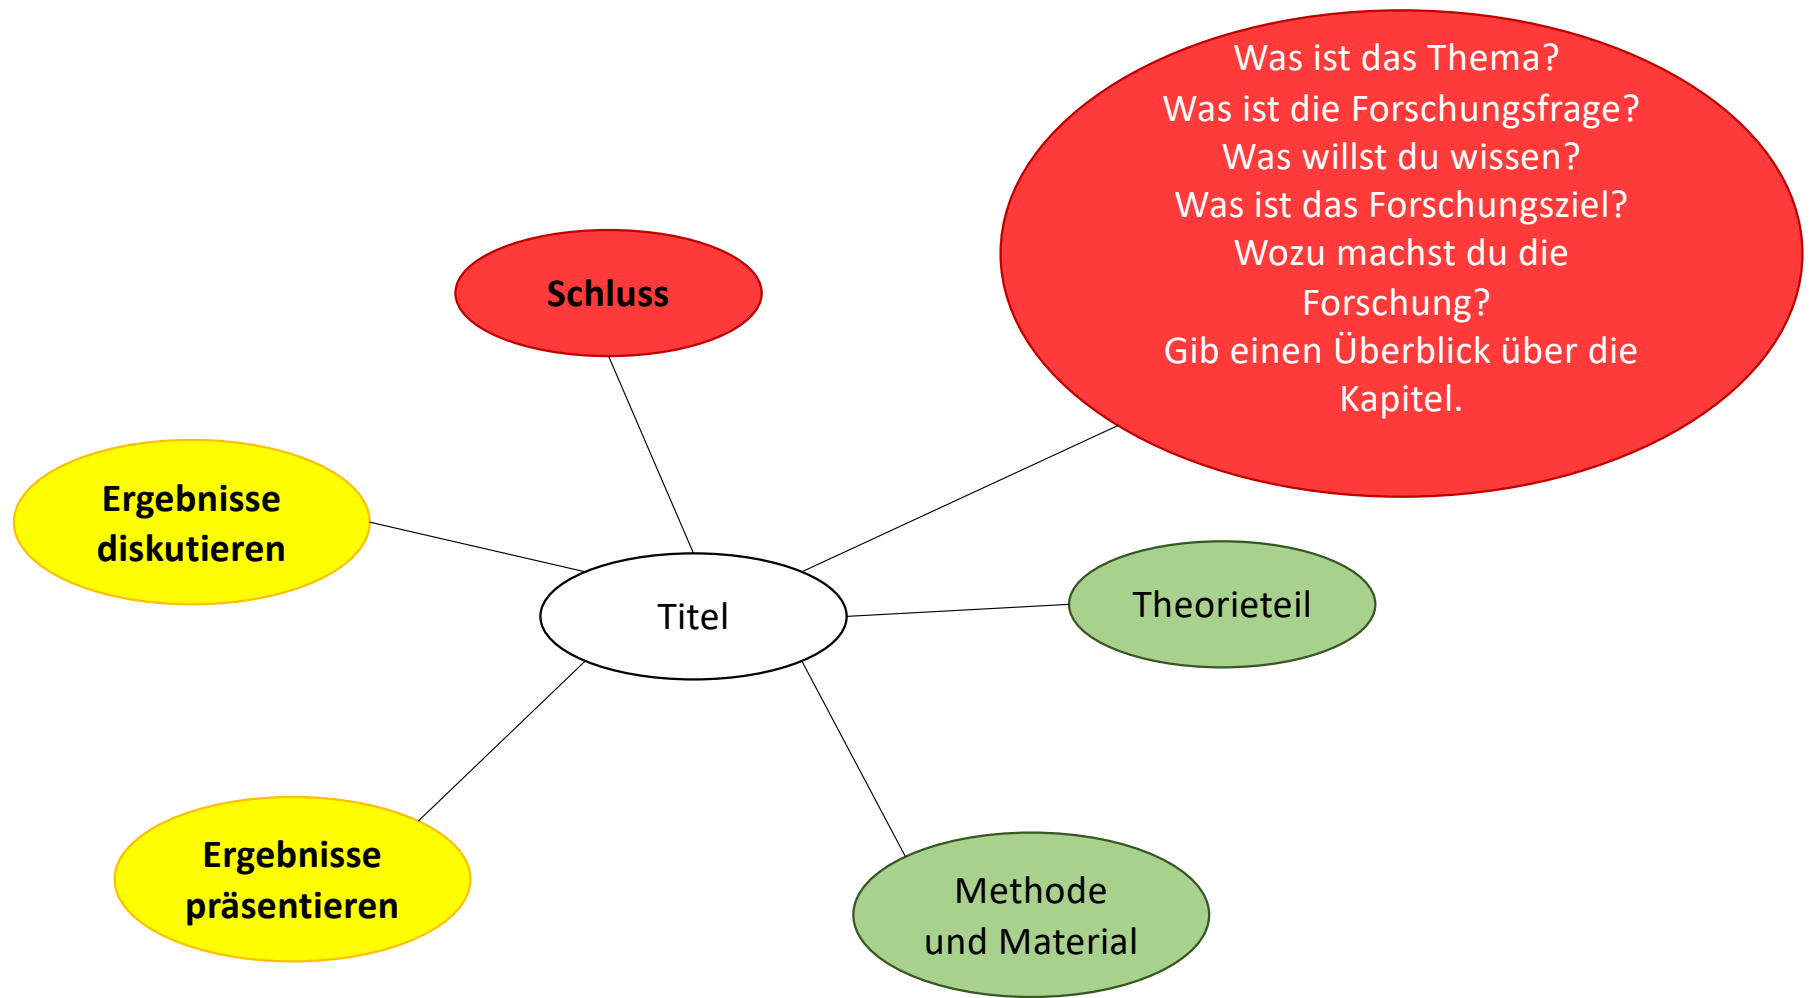 Was ist das Thema?
Was ist die Forschungsfrage?
Was willst du wissen?
Was ist das Forschungsziel?
Wozu machst du die
Forschung?
Gib einen Überblick über die
Kapitel.
Schluss
Ergebnisse
diskutieren
Titel
Theorieteil
Ergebnisse
präsentieren
Methode
und Material